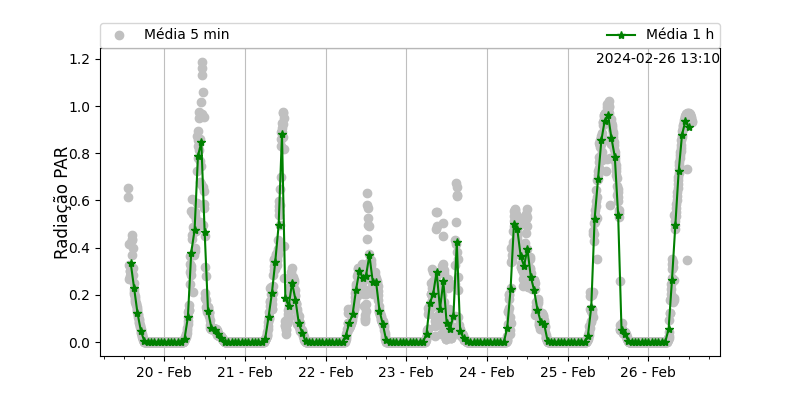 Média 5 min
Média 1 h
2024-02-26 13:10
Radiação PAR
1.2
1.0
0.8
0.6
0.4
0.2
0.0
20 - Feb
21 - Feb
22 - Feb
23 - Feb
24 - Feb
25 - Feb
26 - Feb